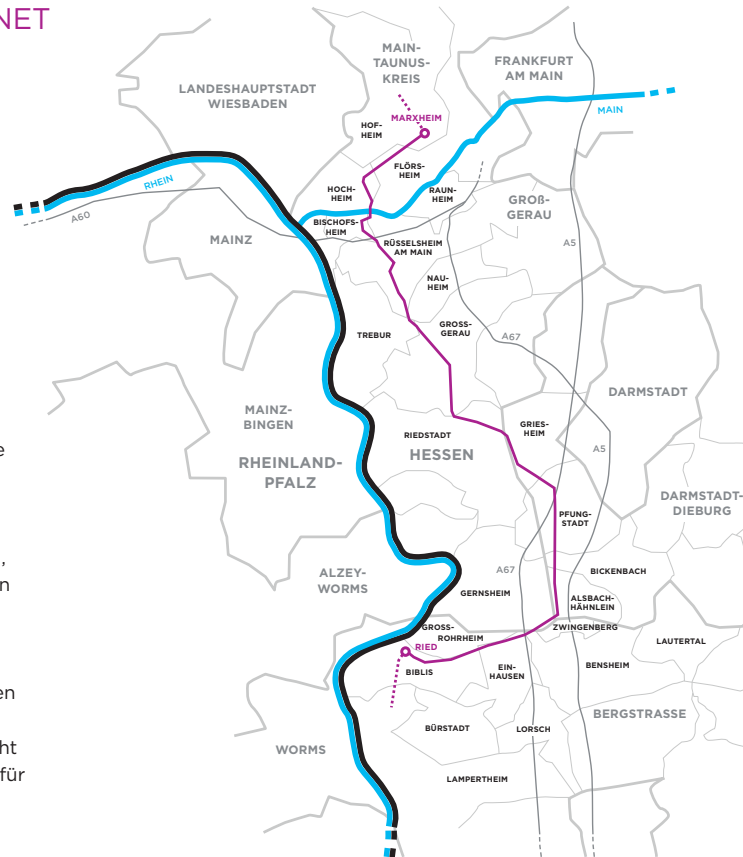 NET
MAIN-
TAUNUS-
KREIS
FRANKFURT
AM MAIN
LANDESHAUPTSTADT
WIESBADEN
MAIN
MARXHEIM
HOF-
HEIM
FLÖRS-
HEIM
RHEIN
HOCH-
HEIM
RAUN-
HEIM
A60
GROß-
GERAU
BISCHOFS-
HEIM
MAINZ
RÜSSELSHEIM
AM MAIN
A5
NAU-
HEIM
TREBUR
GROSS-
GERAU
A67
DARMSTADT
MAINZ-
BINGEN
GRIES-
HEIM
RIEDSTADT
e
HESSEN
A5
RHEINLAND-
PFALZ
DARMSTADT-
DIEBURG
PFUNG-
STADT
,
n
ALZEY-
WORMS
A67
BICKENBACH
GERNSHEIM
ALSBACH-
HÄHNLEIN
GROSS-
ROHRHEIM
ZWINGENBERG
LAUTERTAL
RIED
BIBLIS
EIN-
HAUSEN
BENSHEIM
en
BERGSTRASSE
BÜRSTADT
LORSCH
WORMS
ht
für
LAMPERTHEIM